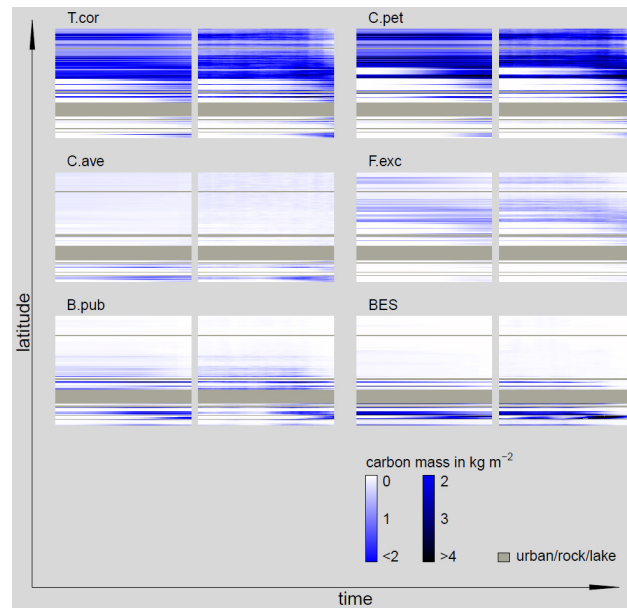 T.cor
C.pet
C.ave
F.exc
B.pub
BES
latitude
carbon mass in kg m⁻²
0
2
1
3
<2
>4
urban/rock/lake
time